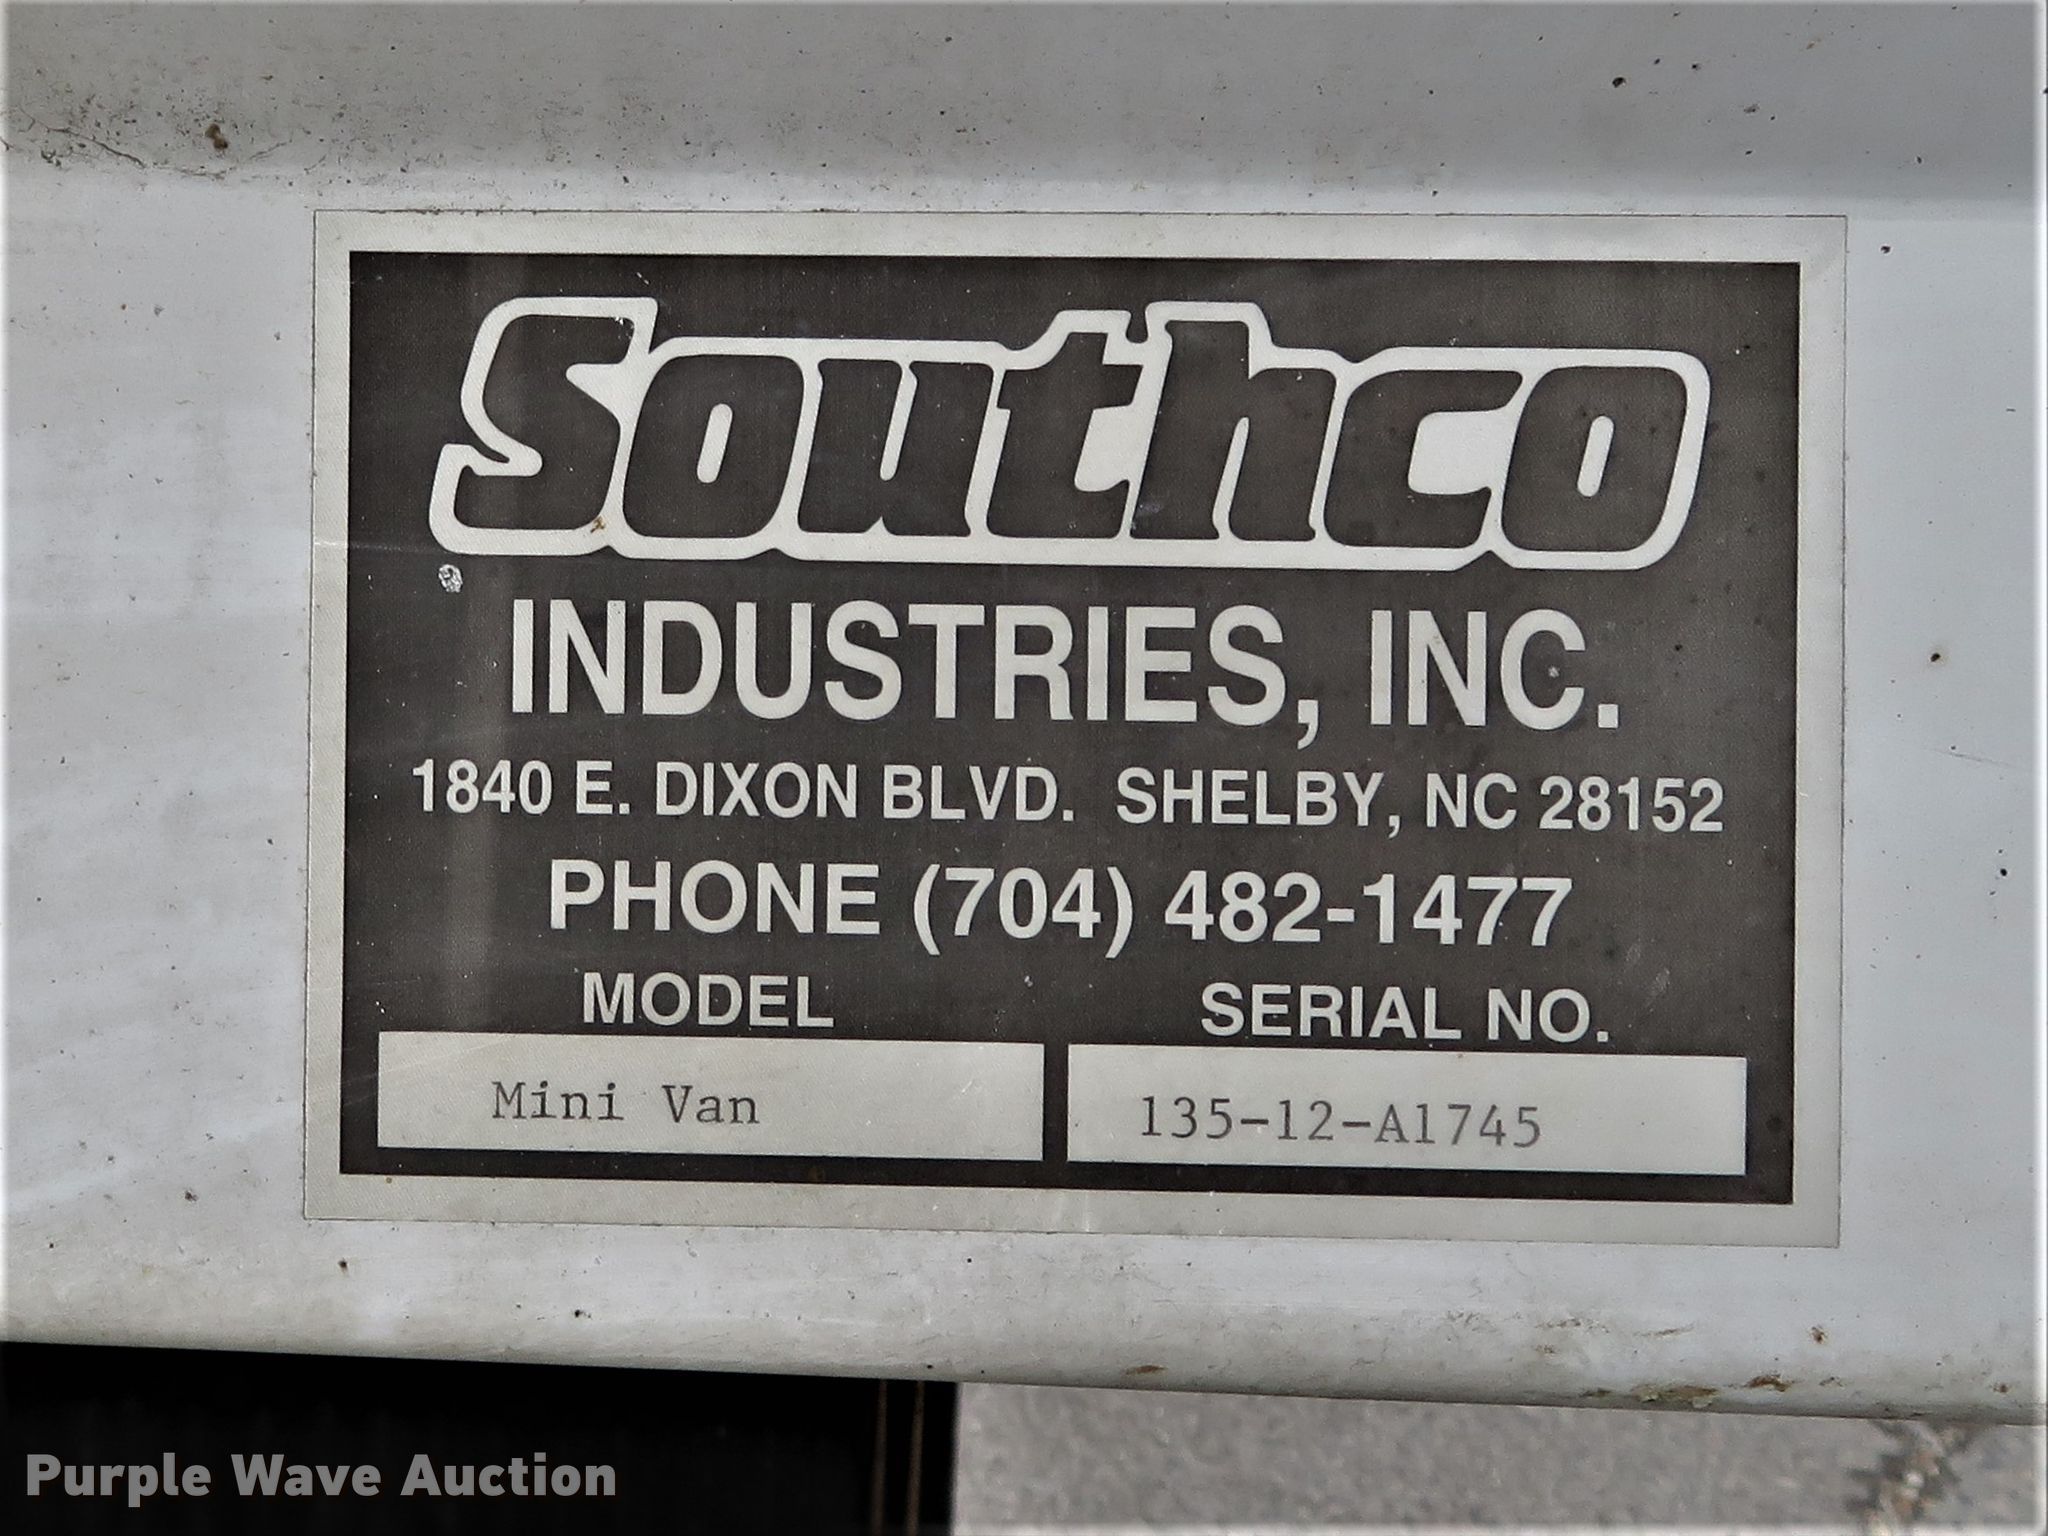 Southco
INDUSTRIES, INC.
1840 E. DIXON BLVD. SHELBY, NC 28152
PHONE (704) 482-1477
MODEL SERIAL NO.
Mini Van 135-12-A1745
Purple Wave Auction